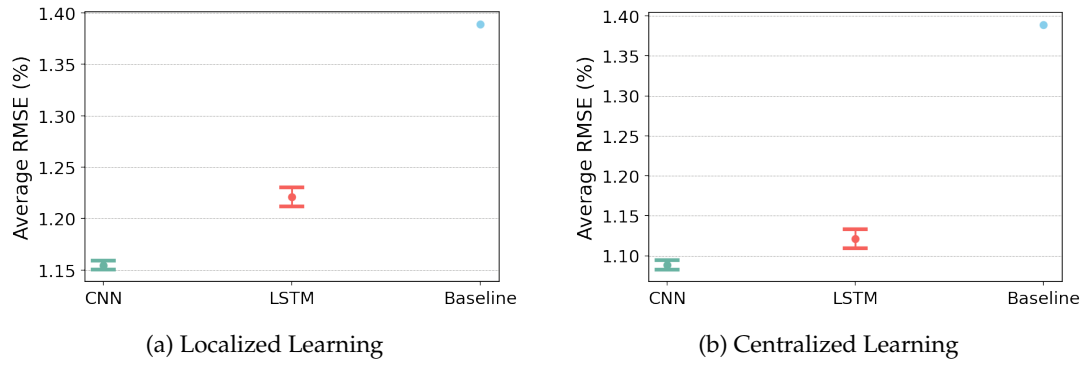 Average RMSE (%)
1.40
1.35
1.30
1.25
1.20
1.15
CNN LSTM Baseline
(a) Localized Learning
Average RMSE (%)
1.40
1.35
1.30
1.25
1.20
1.15
1.10
CNN LSTM Baseline
(b) Centralized Learning